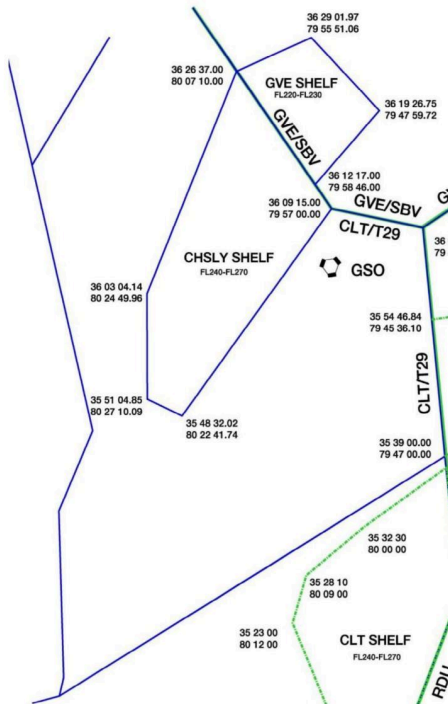 36 29 01.97
79 55 51.06
36 26 37.00
80 07 10.00
GVE SHELF
FL220-FL230
36 19 26.75
79 47 59.72
GVE/SBV
36 12 17.00
79 58 46.00
36 09 15.00
79 57 00.00
GVE/SBV
CLT/T29
G
36
79
CHSLY SHELF
FL240-FL270
GSO
36 03 04.14
80 24 49.96
35 54 46.84
79 45 36.10
CLT/T29
35 51 04.85
80 27 10.09
35 48 32.02
80 22 41.74
35 39 00.00
79 47 00.00
35 32 30
80 00 00
35 28 10
80 09 00
35 23 00
80 12 00
CLT SHELF
FL240-FL270
RDU